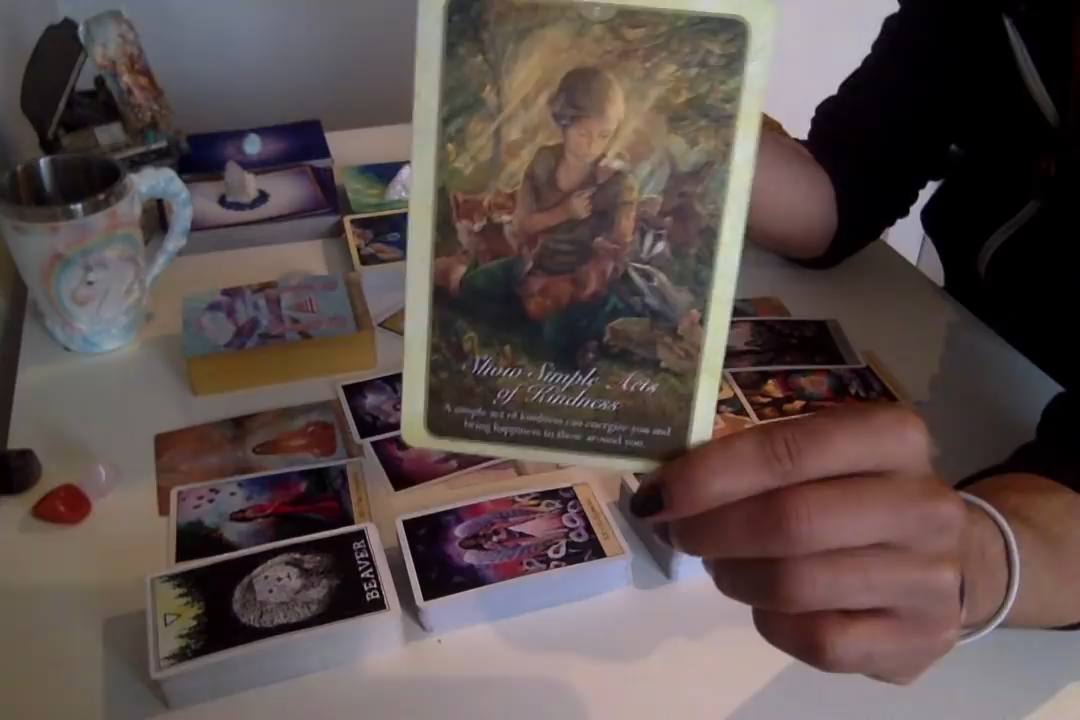 Show Simple Acts
of Kindness
A simple act of kindness can energize you and
bring happiness to those around you.
BEAVER